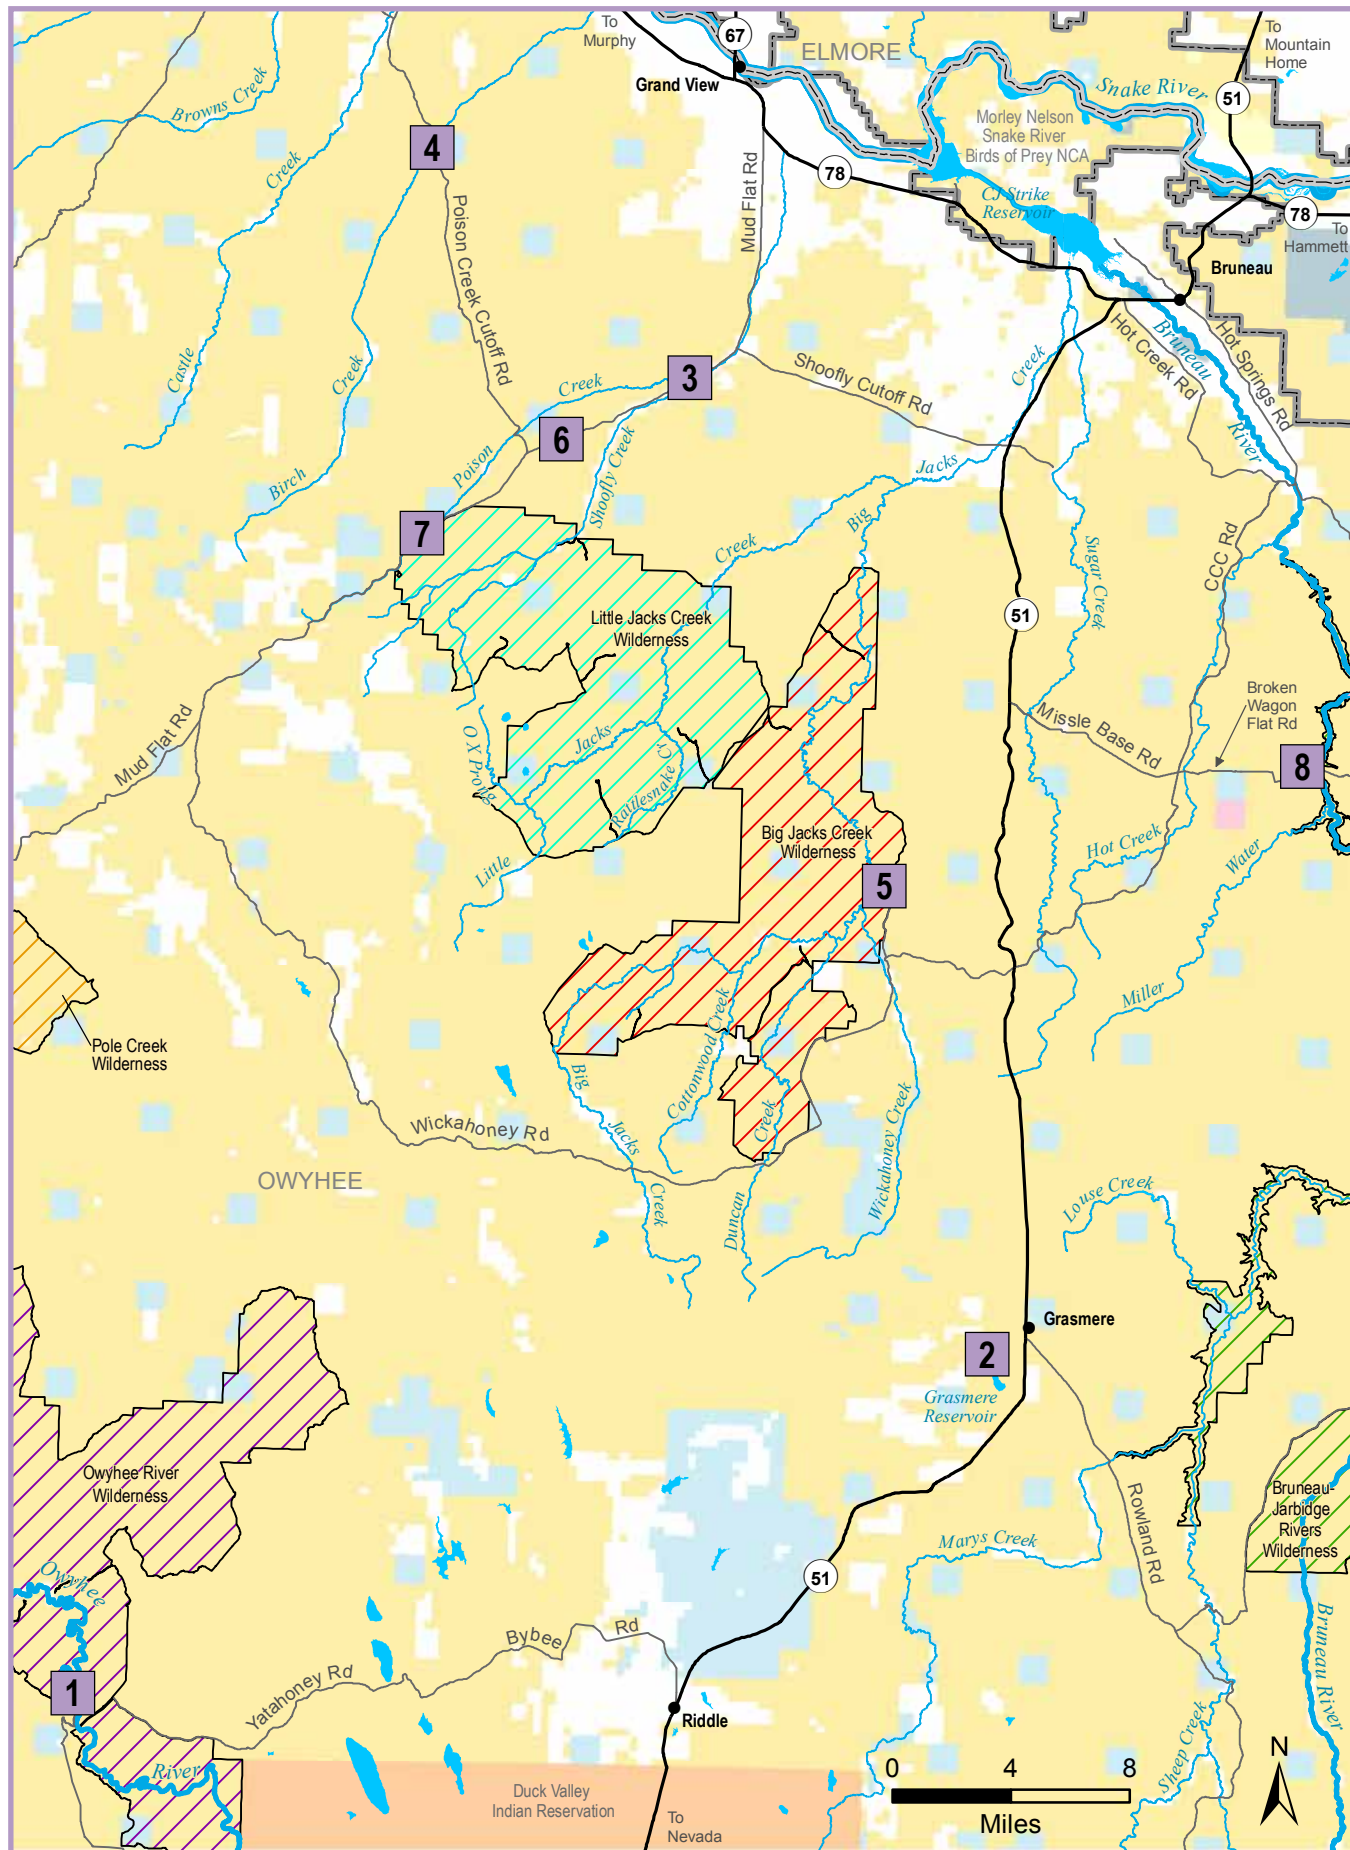 To
Murphy
67
ELMORE
To
Mountain
Home
Grand View
Snake River
51
Browns Creek
Morley Nelson
Snake River
Birds of Prey NCA
4
Creek
78
Mud Flat Rd
CJ Strike
Reservoir
78
To
Hammett
Poison Creek Cutoff Rd
Bruneau
Castle
Creek
Creek
3
Shoofly Cutoff Rd
Creek
Hot Creek Rd
Bruneau
River
Hot Springs Rd
6
Poison
Shoofly Creek
Birch
Jacks
Big
7
Creek
Sugar Creek
CCC Rd
Little Jacks Creek
Wilderness
51
Mud Flat Rd
O X Prong
Jacks
Rattlesnake Cr
Missle Base Rd
Broken
Wagon
Flat Rd
8
Big Jacks Creek
Wilderness
Little
Hot Creek
Water
5
Miller
Pole Creek
Wilderness
Cottonwood Creek
Big
Jacks
Creek
Wickahoney Rd
Creek
Duncan
Wickahoney Creek
OWYHEE
Louse Creek
Grasmere
2
Grasmere
Reservoir
Owyhee River
Wilderness
Rowland Rd
Bruneau-
Jarbidge
Rivers
Wilderness
Marys Creek
Owyhee
51
Bybee Rd
Yatahoney Rd
Bruneau River
1
Riddle
Sheep Creek
River
Duck Valley
Indian Reservation
To
Nevada
0 4 8
Miles
N